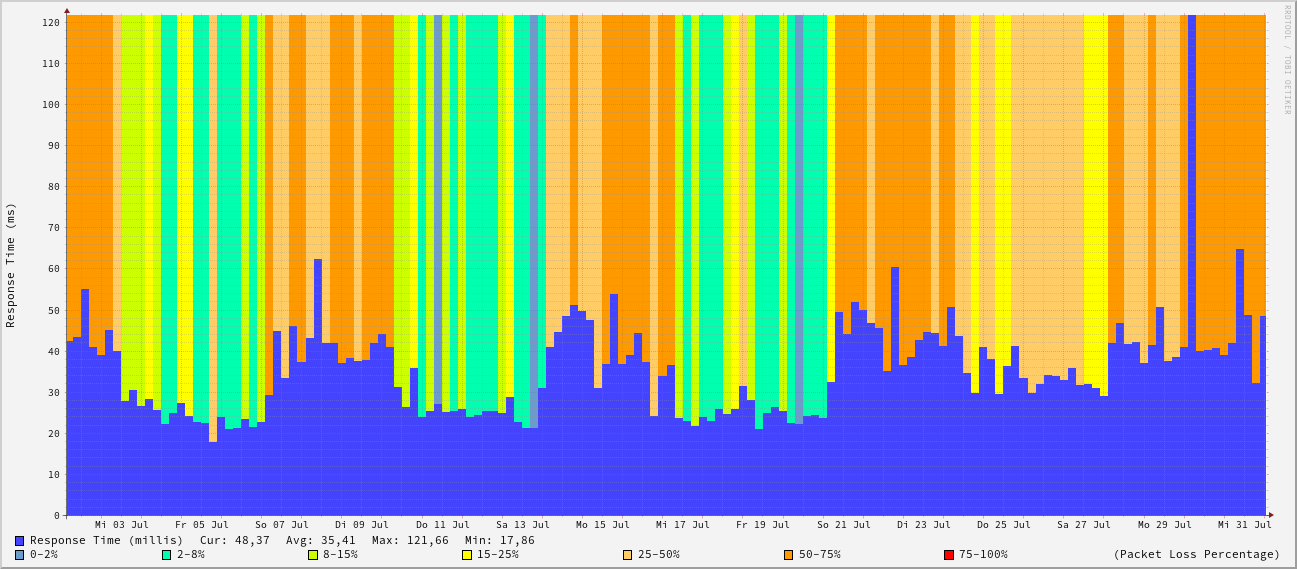 RRDTOOL / TOBI OETIKER
Response Time (ms)
120
110
100
90
80
70
60
50
40
30
20
10
0
Mi 03 Jul Fr 05 Jul So 07 Jul Di 09 Jul Do 11 Jul Sa 13 Jul Mo 15 Jul Mi 17 Jul Fr 19 Jul So 21 Jul Di 23 Jul Do 25 Jul Sa 27 Jul Mo 29 Jul Mi 31 Jul
Response Time (millis) Cur: 48,37 Avg: 35,41 Max: 121,66 Min: 17,86
0-2% 2-8% 8-15% 15-25% 25-50% 50-75% 75-100% (Packet Loss Percentage)